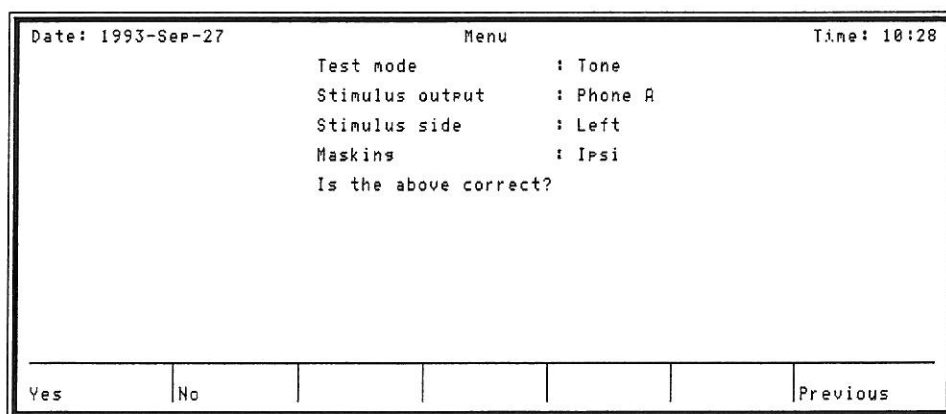 Date: 1993-Sep-27 Menu Time: 10:28
Test mode : Tone
Stimulus output : Phone A
Stimulus side : Left
Masking : Ipsi
Is the above correct?
Yes No Previous